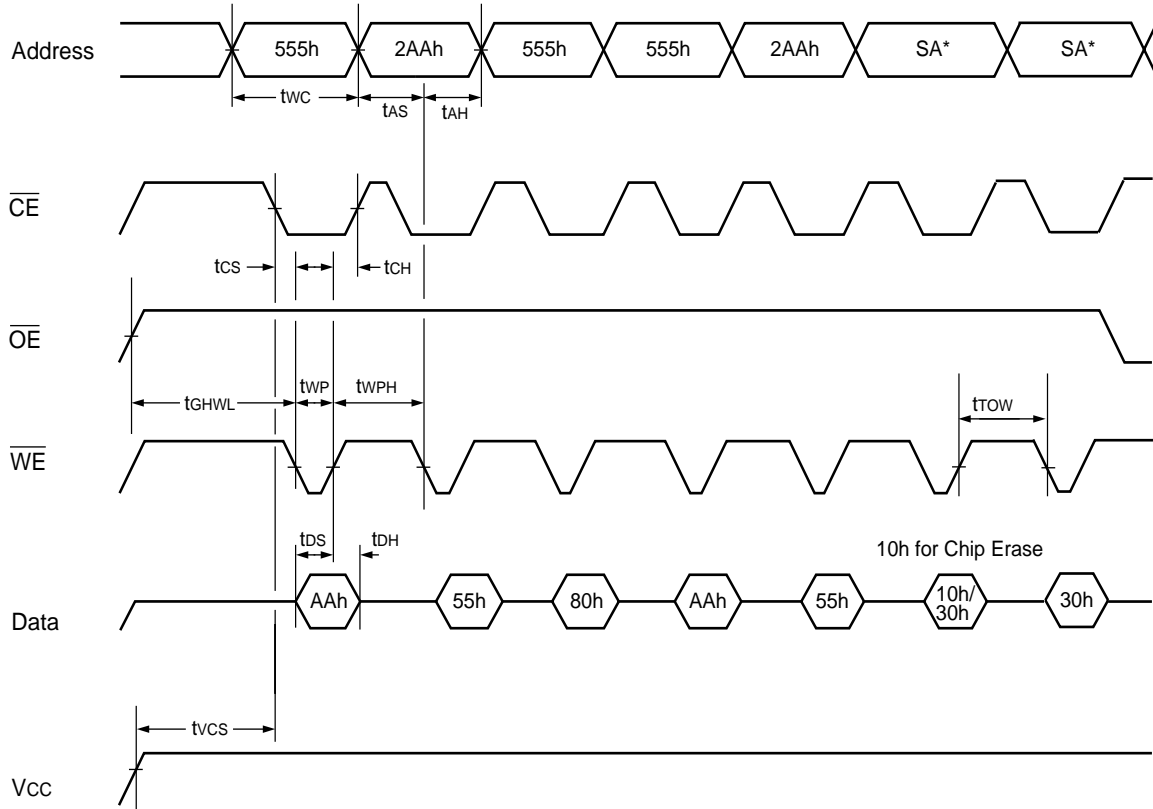 Address 555h 2AAh 555h 555h 2AAh SA* SA*
tWC tAS tAH
CE
tCS tCH
OE
tGHWL tWP tWPH tTOW
WE
tDS tDH 10h for Chip Erase
Data AAh 55h 80h AAh 55h 10h/ 30h
30h
tVCS
VCC